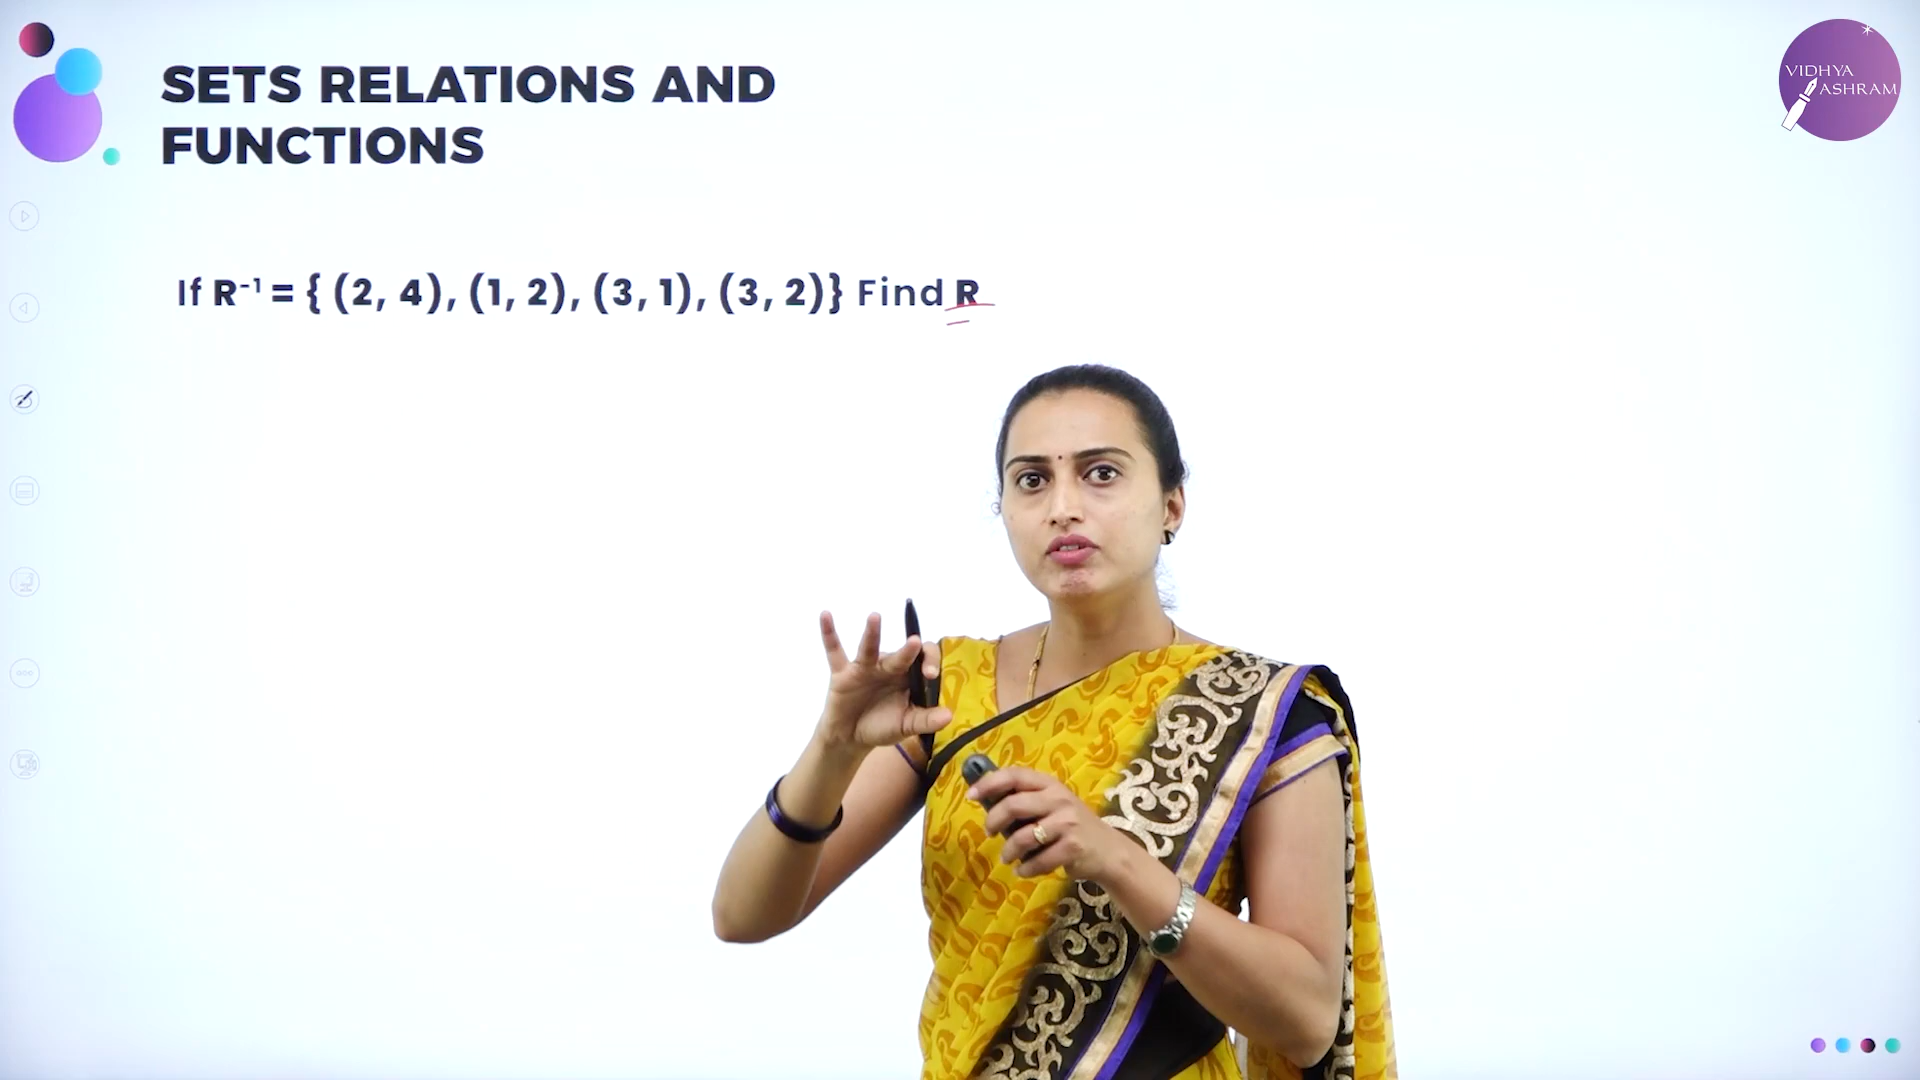 SETS RELATIONS AND
FUNCTIONS
VIDHYA
ASHRAM
If R⁻¹ = { (2, 4), (1, 2), (3, 1), (3, 2)} Find R